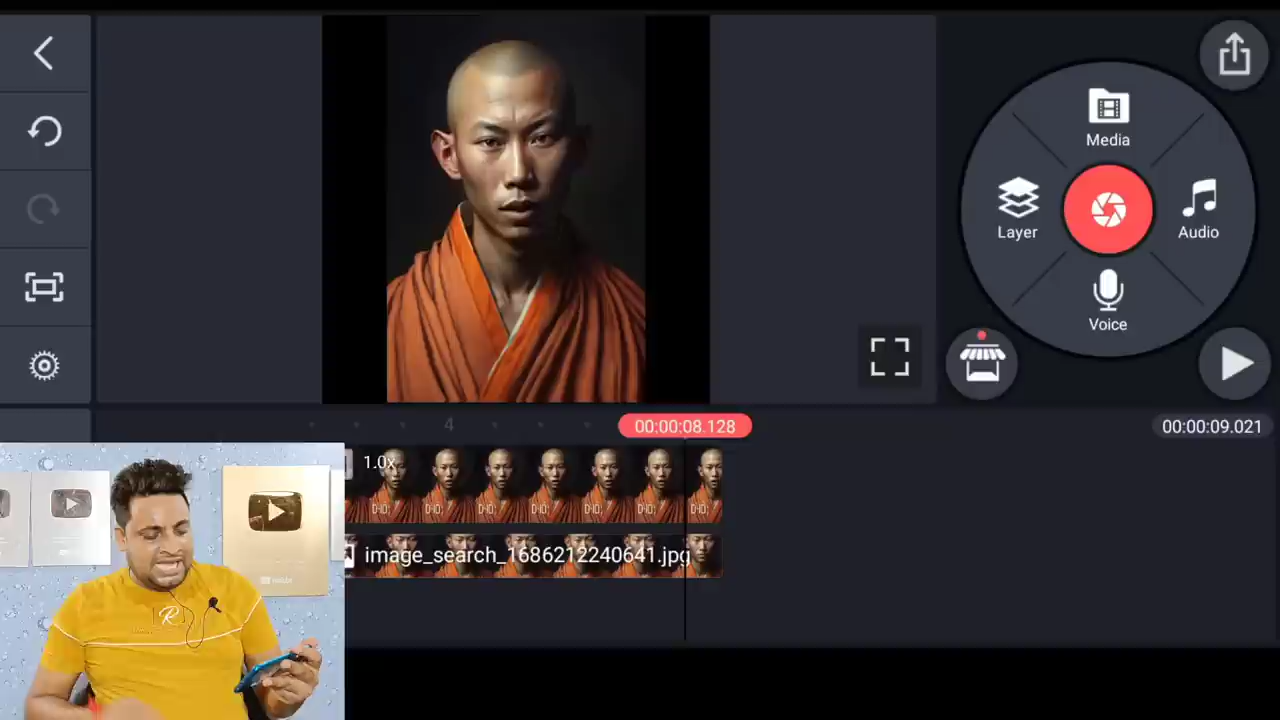 Media
Layer
Audio
Voice
4
00:00:08.128
00:00:09.021
1.0x
image_search_1686212240641.jpg
R